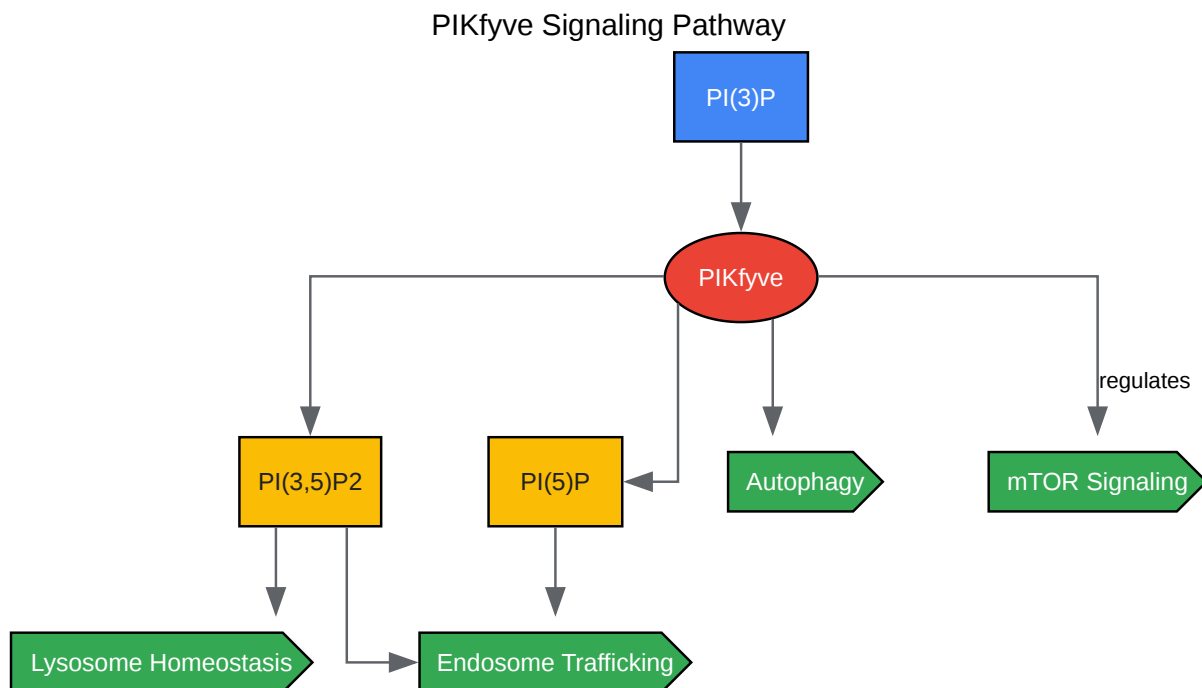 PIKfyve Signaling Pathway
PI(3)P
PIKfyve
regulates
PI(3,5)P2
PI(5)P
Autophagy
mTOR Signaling
Lysosome Homeostasis
Endosome Trafficking